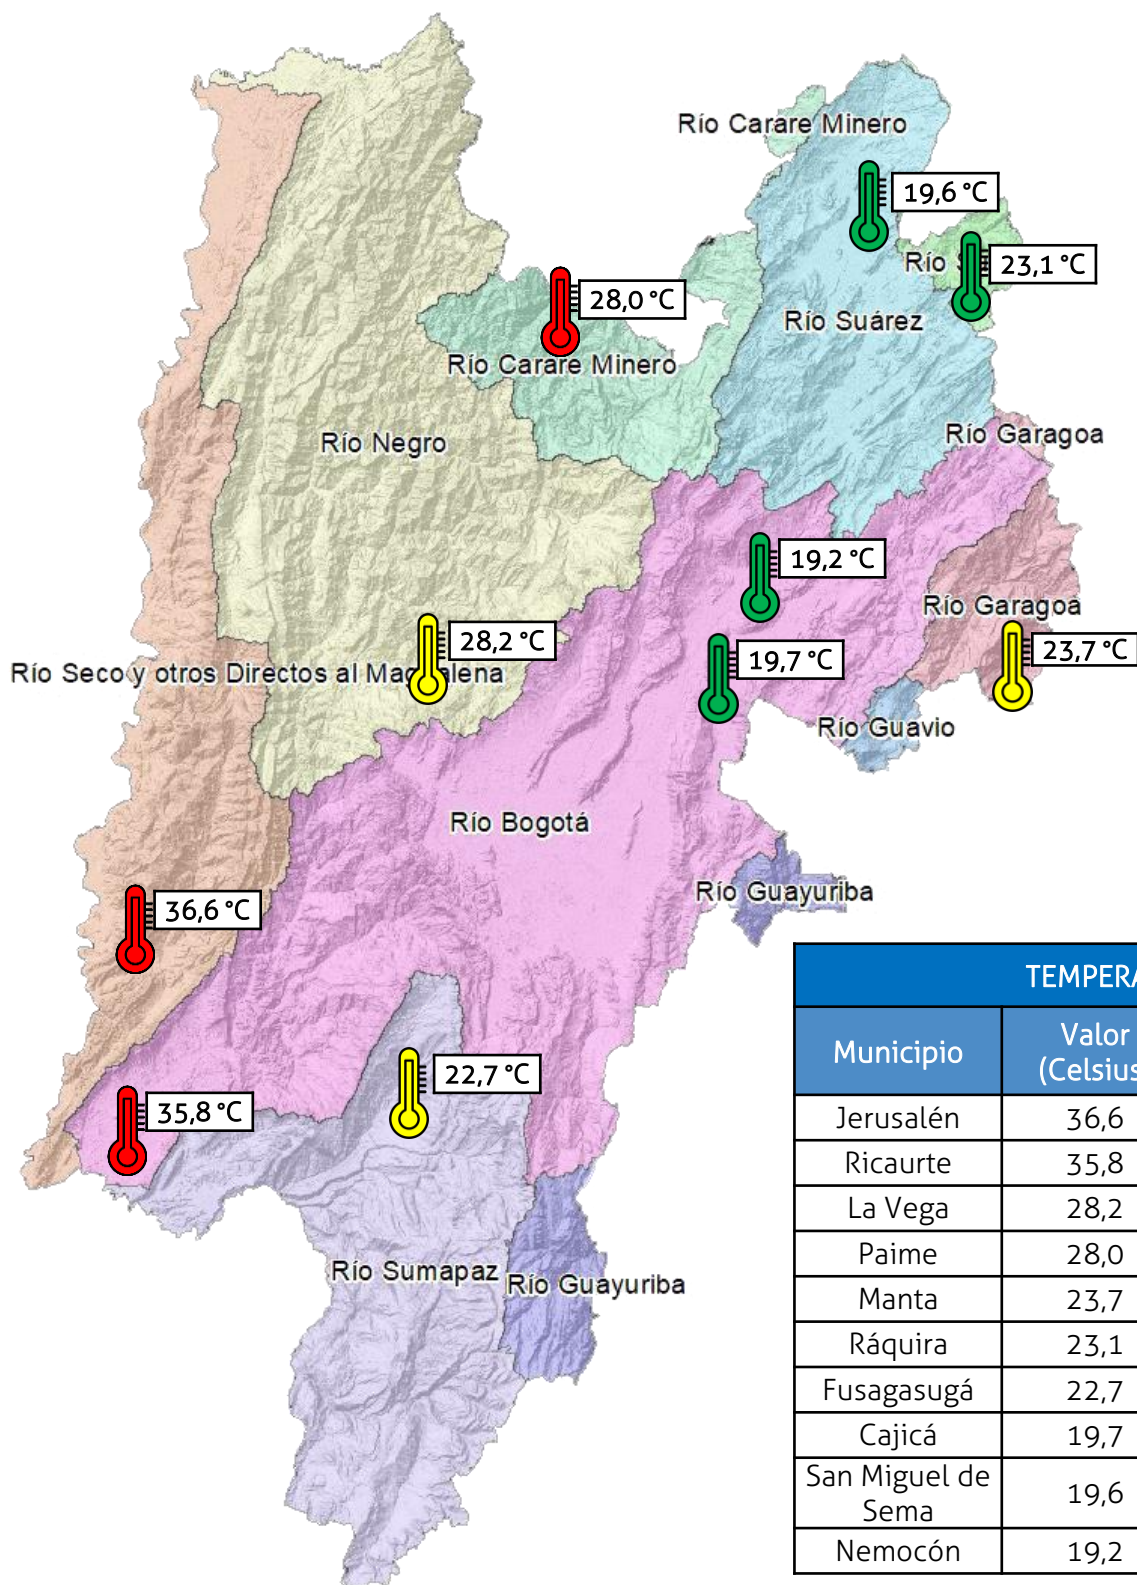 Río Carare Minero
19,6 °C
Río S
23,1 °C
28,0 °C
Río Suárez
Río Carare Minero
Río Negro
Río Garagoa
19,2 °C
Río Garagoa
28,2 °C
19,7 °C
23,7 °C
Río Seco y otros Directos al Magdalena
Río Guavio
Río Bogotá
Río Guayuriba
36,6 °C
22,7 °C
35,8 °C
Río Sumapaz
Río Guayuriba
TEMPERA
Municipio
Valor
(Celsius
Jerusalén 36,6
Ricaurte 35,8
La Vega 28,2
Paime 28,0
Manta 23,7
Ráquira 23,1
Fusagasugá 22,7
Cajicá 19,7
San Miguel de
Sema 19,6
Nemocón 19,2